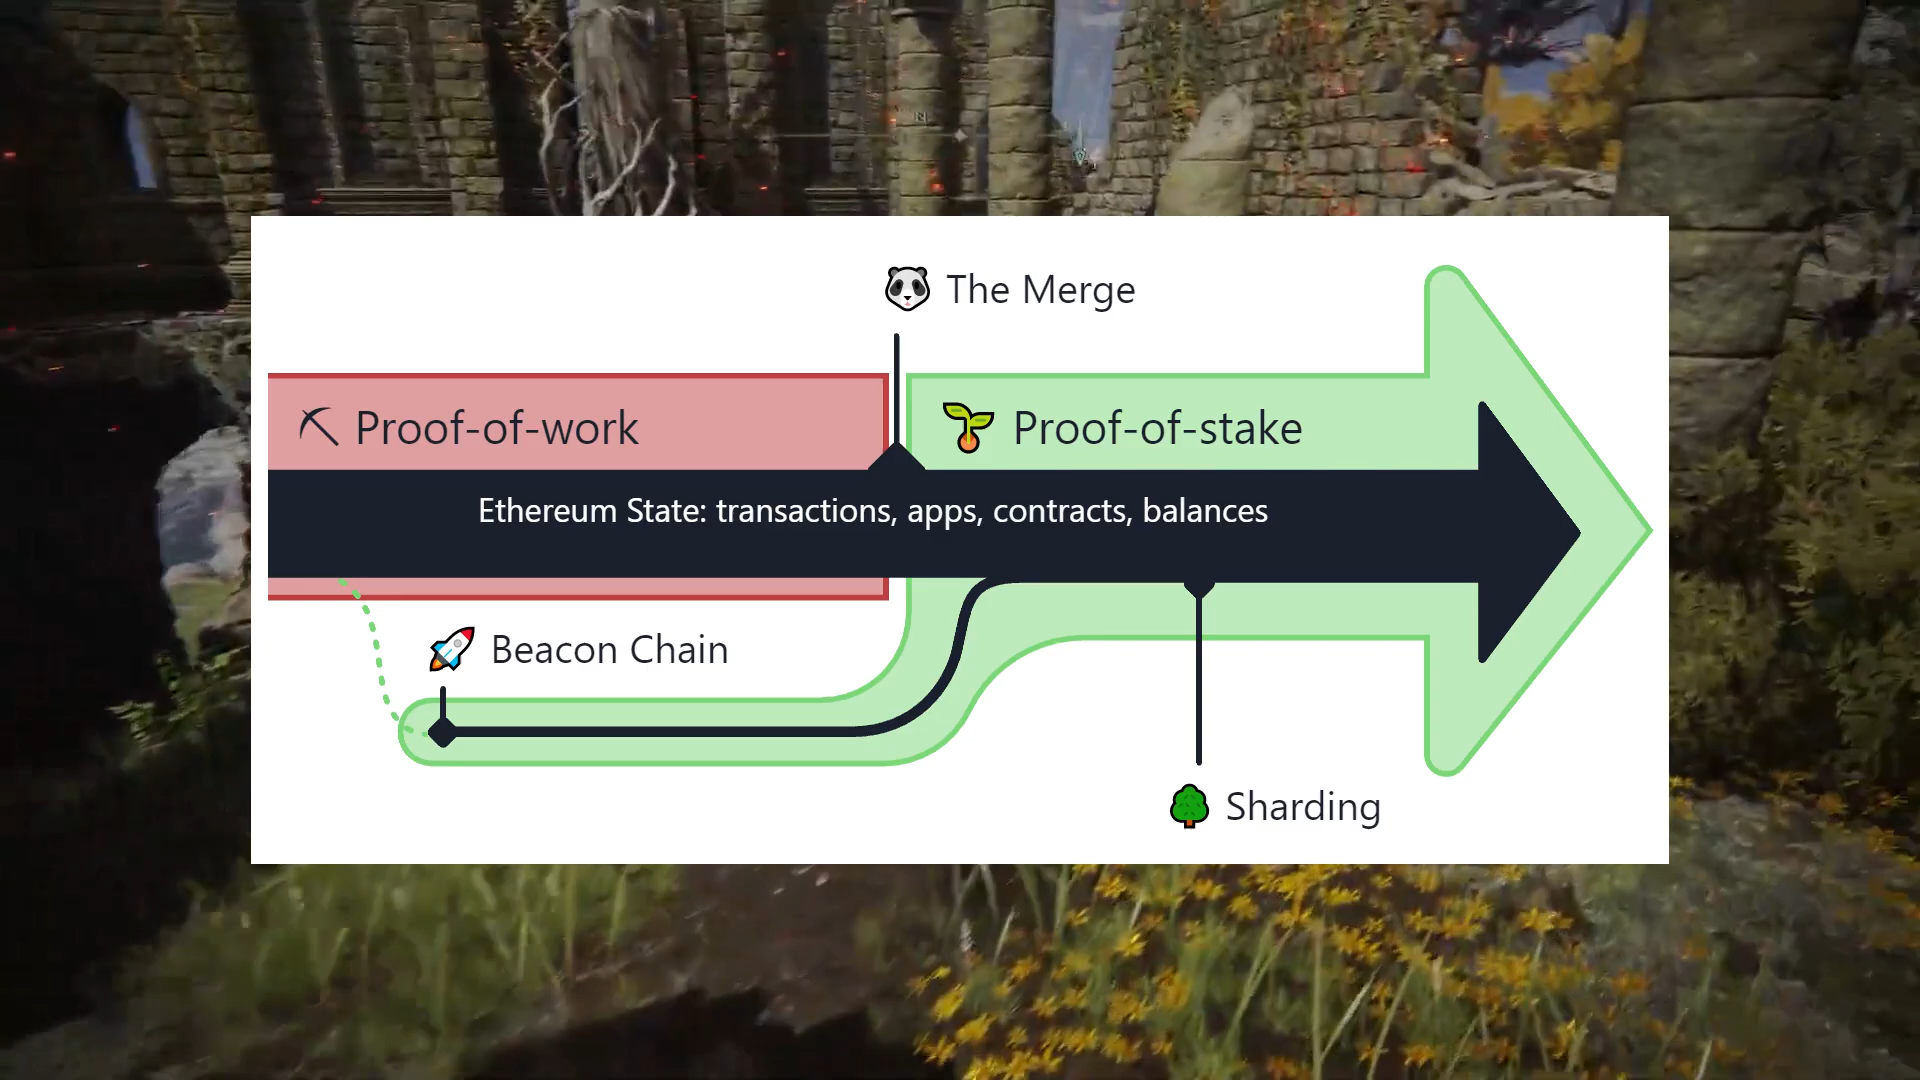 The Merge
Proof-of-work
Proof-of-stake
Ethereum State: transactions, apps, contracts, balances
Beacon Chain
Sharding